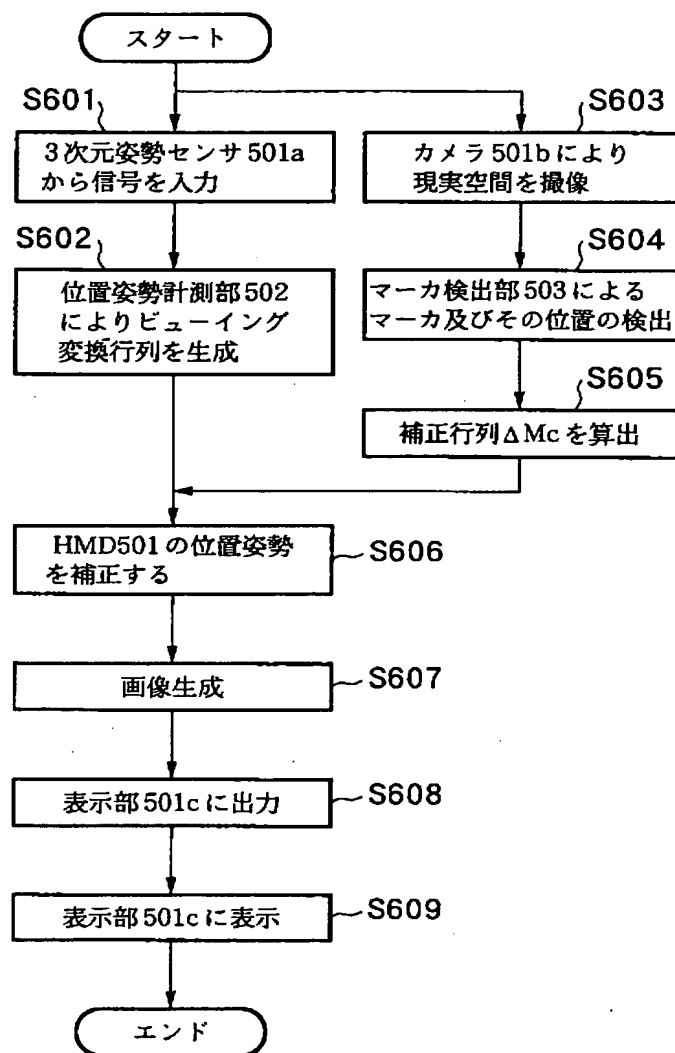 スタート
S601
3次元姿勢センサ501a
から信号を入力
S602
位置姿勢計測部502
によりビューイング
変換行列を生成
S603
カメラ501bにより
現実空間を撮像
S604
マーカ検出部503による
マーカ及びその位置の検出
S605
補正行列ΔMcを算出
HMD501の位置姿勢
を補正する
S606
画像生成
S607
表示部501cに出力
S608
表示部501cに表示
S609
エンド